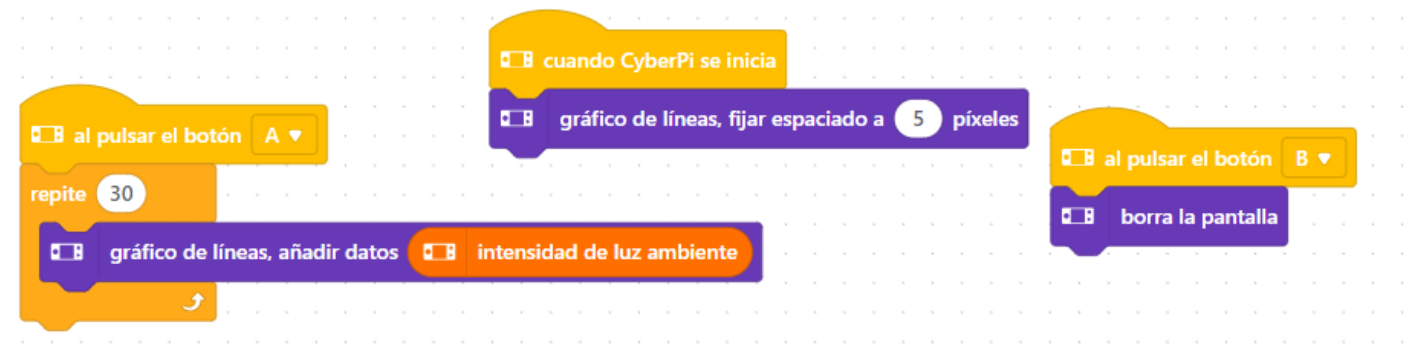 al pulsar el botón A
repite 30
gráfico de líneas, añadir datos intensidad de luz ambiente
cuando CyberPi se inicia
gráfico de líneas, fijar espaciado a 5 píxeles
al pulsar el botón B
borra la pantalla